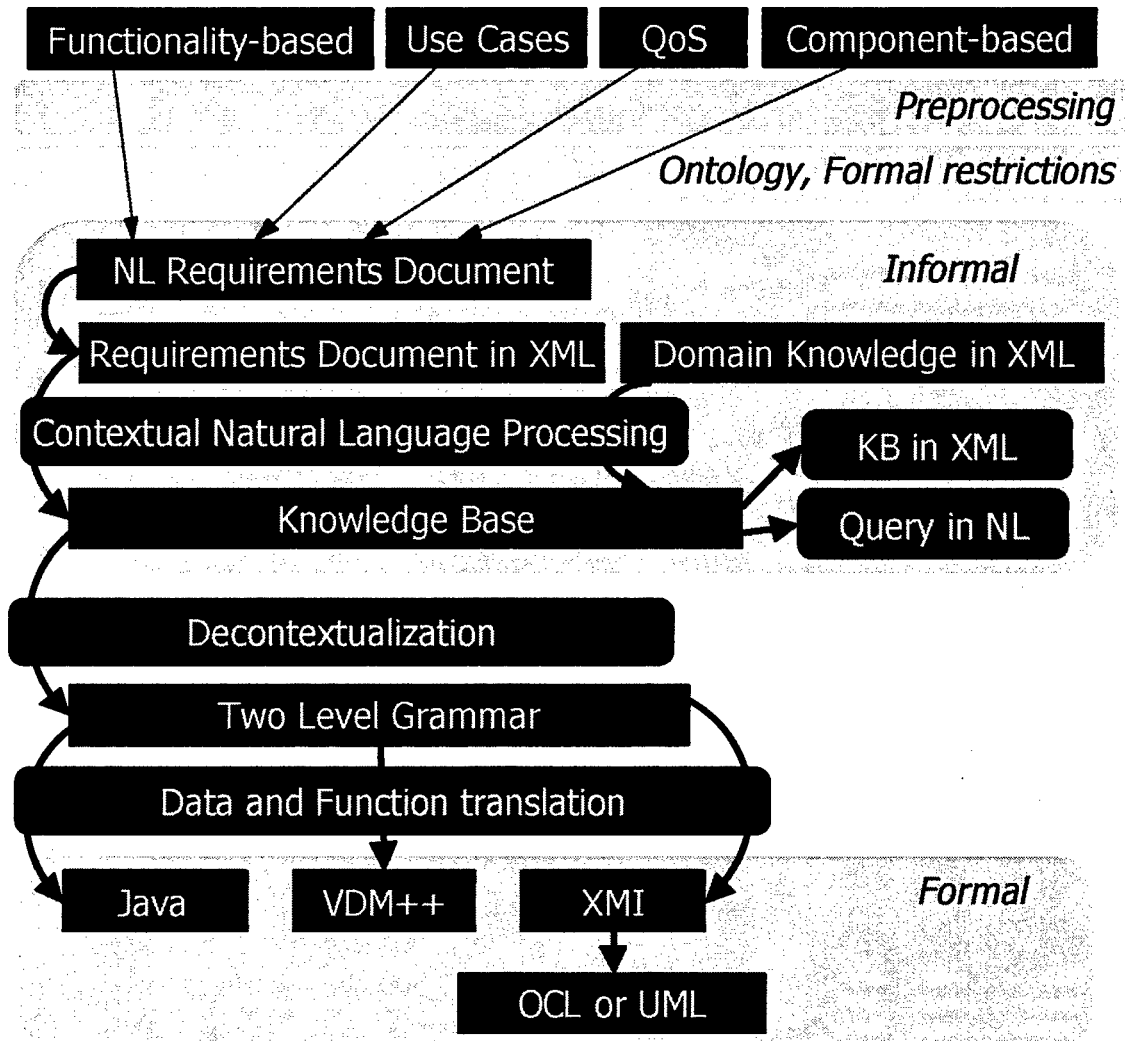 Functionality-based
Use Cases
QoS
Component-based
Preprocessing
Ontology, Formal restrictions
NL Requirements Document
Informal
Requirements Document in XML
Domain Knowledge in XML
Contextual Natural Language Processing
KB in XML
Knowledge Base
Query in NL
Decontextualization
Two Level Grammar
Data and Function translation
Formal
Java
VDM++
XMI
OCL or UML